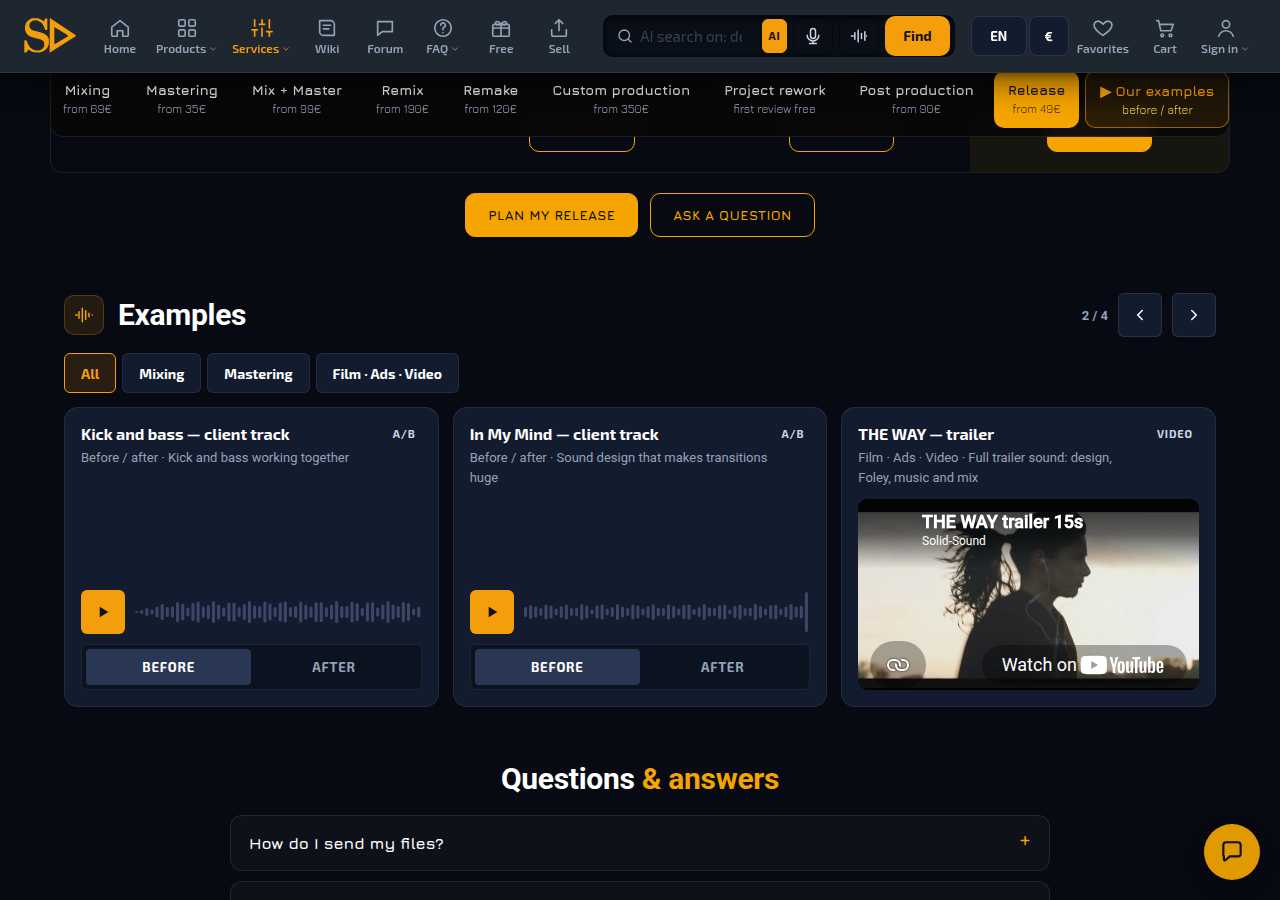 Home
Products
Services
Wiki
Forum
FAQ
Free
Sell
AI search on: de
AI
Find
EN
€
Favorites
Cart
Sign in
Mixing
from 69€
Mastering
from 35€
Mix + Master
from 99€
Remix
from 190€
Remake
from 120€
Custom production
from 350€
Project rework
first review free
Post production
from 90€
Release
from 49€
▶ Our examples
before / after
PLAN MY RELEASE
ASK A QUESTION
Examples
2 / 4
All
Mixing
Mastering
Film · Ads · Video
Kick and bass — client track
A/B
Before / after · Kick and bass working together
BEFORE
AFTER
In My Mind — client track
A/B
Before / after · Sound design that makes transitions
huge
BEFORE
AFTER
THE WAY — trailer
VIDEO
Film · Ads · Video · Full trailer sound: design,
Foley, music and mix
THE WAY trailer 15s
Solid-Sound
Watch on YouTube
Questions & answers
How do I send my files?
+